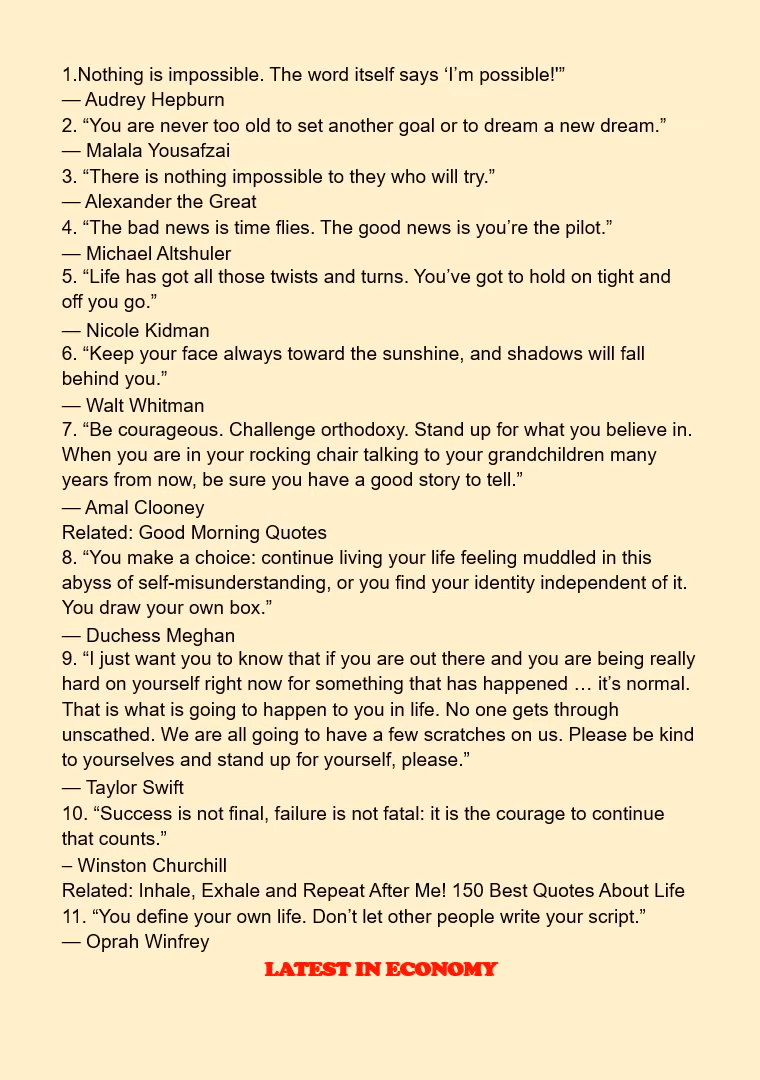 1.Nothing is impossible. The word itself says ‘I’m possible!'”
— Audrey Hepburn
2. “You are never too old to set another goal or to dream a new dream.”
— Malala Yousafzai
3. “There is nothing impossible to they who will try.”
— Alexander the Great
4. “The bad news is time flies. The good news is you’re the pilot.”
— Michael Altshuler
5. “Life has got all those twists and turns. You’ve got to hold on tight and
off you go.”
— Nicole Kidman
6. “Keep your face always toward the sunshine, and shadows will fall
behind you.”
— Walt Whitman
7. “Be courageous. Challenge orthodoxy. Stand up for what you believe in.
When you are in your rocking chair talking to your grandchildren many
years from now, be sure you have a good story to tell.”
— Amal Clooney
Related: Good Morning Quotes
8. “You make a choice: continue living your life feeling muddled in this
abyss of self-misunderstanding, or you find your identity independent of it.
You draw your own box.”
— Duchess Meghan
9. “I just want you to know that if you are out there and you are being really
hard on yourself right now for something that has happened … it’s normal.
That is what is going to happen to you in life. No one gets through
unscathed. We are all going to have a few scratches on us. Please be kind
to yourselves and stand up for yourself, please.”
— Taylor Swift
10. “Success is not final, failure is not fatal: it is the courage to continue
that counts.”
– Winston Churchill
Related: Inhale, Exhale and Repeat After Me! 150 Best Quotes About Life
11. “You define your own life. Don’t let other people write your script.”
— Oprah Winfrey
LATEST IN ECONOMY